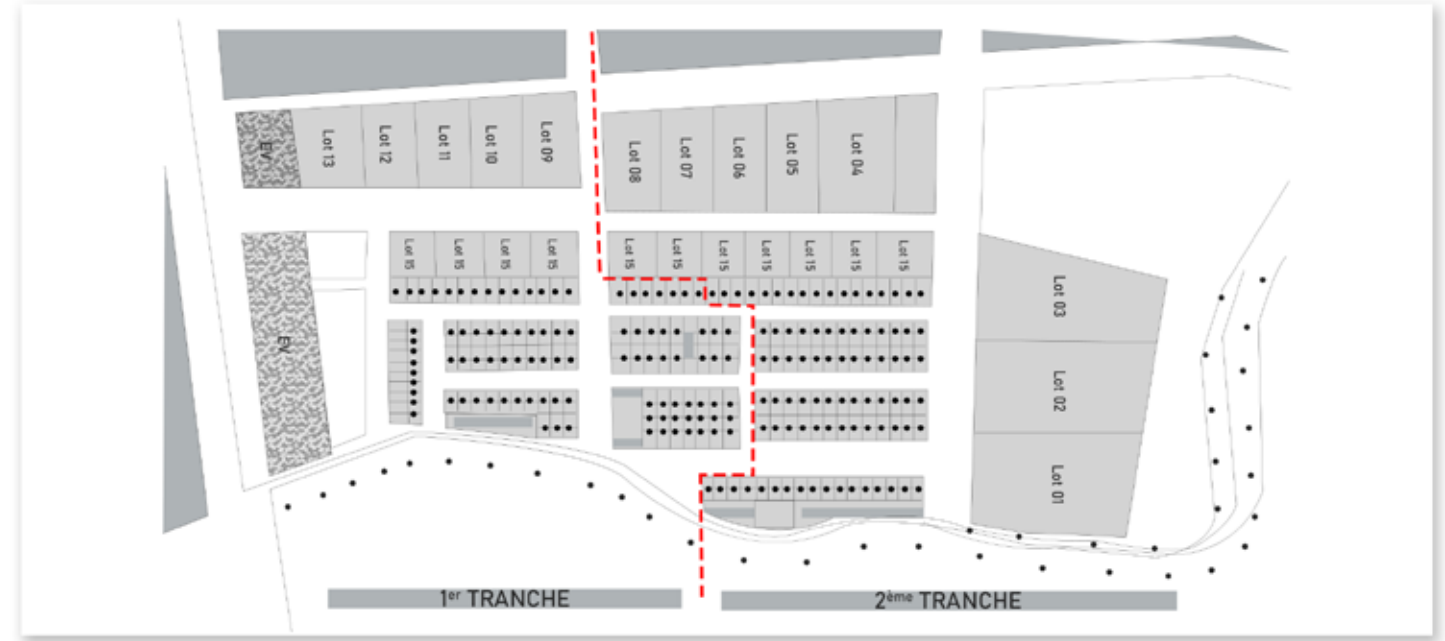 EV
Lot 13
Lot 12
Lot 11
Lot 10
Lot 09
Lot 08
Lot 07
Lot 06
Lot 05
Lot 04
Lot 15
Lot 15
Lot 15
Lot 15
Lot 15
Lot 15
Lot 15
Lot 15
Lot 15
Lot 15
Lot 15
EV
Lot 03
Lot 02
Lot 01
1er TRANCHE
2ème TRANCHE